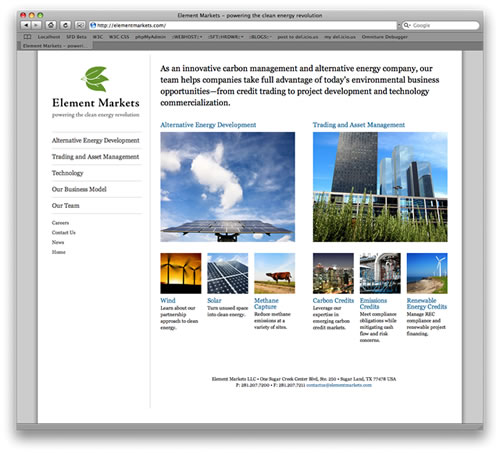 Element Markets – powering the clean energy revolution
http://elementmarkets.com/
Google
Localhost SFD Beta W3C W3C CSS phpMyAdmin ::WEBHOST:: ::SFT:HSDWR:: ::BLOGS:: post to del.icio.us my del.icio.us Omniture Debugger
Element Markets – poweri...
Element Markets
powering the clean energy revolution
Alternative Energy Development
Trading and Asset Management
Technology
Our Business Model
Our Team
Careers
Contact Us
News
Home
As an innovative carbon management and alternative energy company, our
team helps companies take full advantage of today's environmental business
opportunities—from credit trading to project development and technology
commercialization.
Alternative Energy Development
Trading and Asset Management
Wind
Learn about our
partnership
approach to clean
energy.
Solar
Turn unused space
into clean energy.
Methane
Capture
Reduce methane
emissions at a
variety of sites.
Carbon Credits
Leverage our
expertise in
emerging carbon
credit markets.
Emissions
Credits
Meet compliance
obligations while
mitigating cash
flow and risk
concerns.
Renewable
Energy Credits
Manage REC
compliance and
renewable project
financing.
Element Markets LLC • One Sugar Creek Center Blvd, Ste. 250 • Sugar Land, TX 77478 USA
P: 281.207.7200 • F: 281.207.7211 contactus@elementmarkets.com